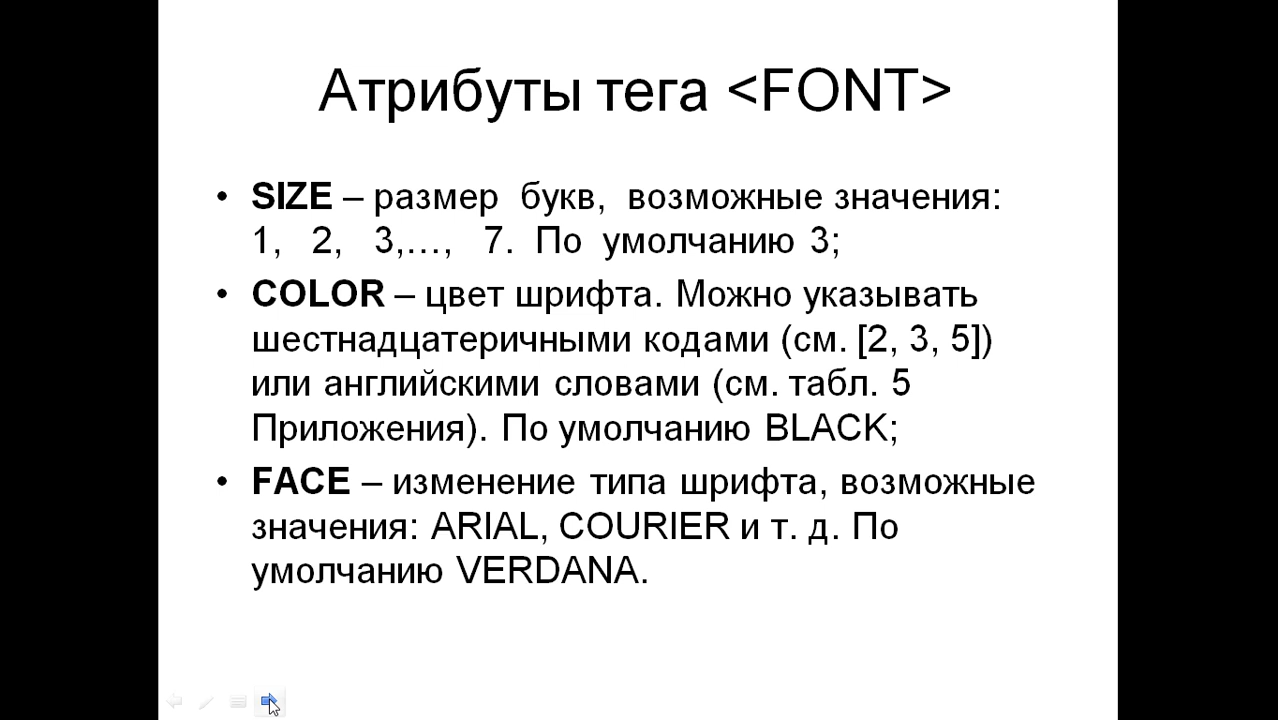 Атрибуты тега <FONT>
• SIZE – размер букв, возможные значения:
1, 2, 3,…, 7. По умолчанию 3;
• COLOR – цвет шрифта. Можно указывать
шестнадцатеричными кодами (см. [2, 3, 5])
или английскими словами (см. табл. 5
Приложения). По умолчанию BLACK;
• FACE – изменение типа шрифта, возможные
значения: ARIAL, COURIER и т. д. По
умолчанию VERDANA.